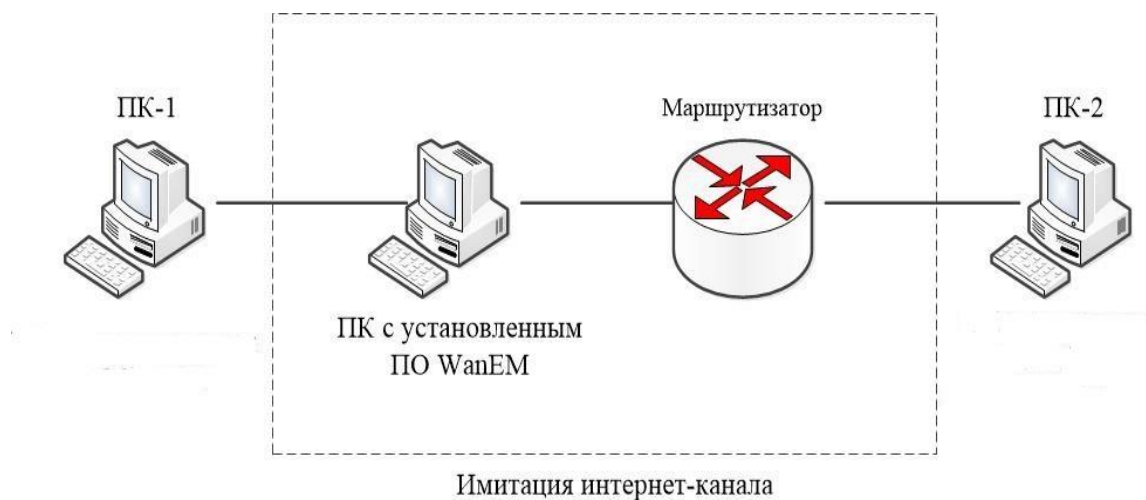 ПК-1
Маршрутизатор
ПК-2
ПК с установленным
ПО WanEM
Имитация интернет-канала